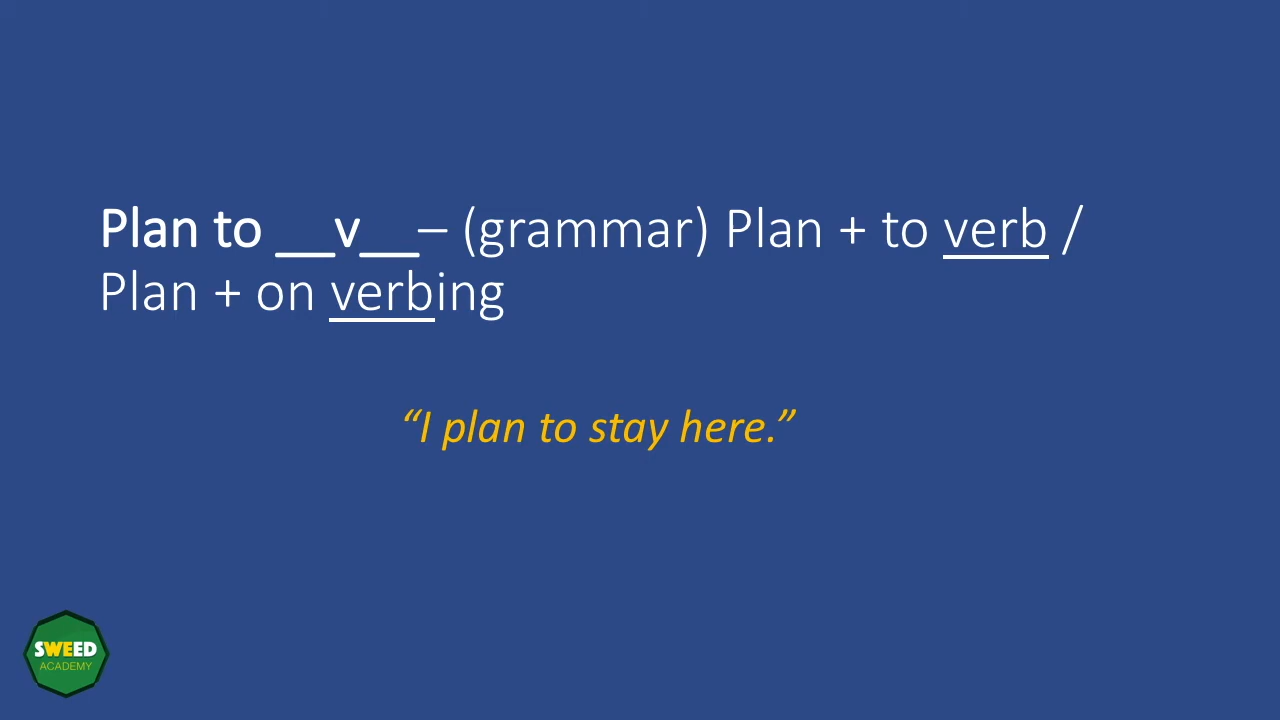 Plan to __v__– (grammar) Plan + to verb /
Plan + on verbing
“I plan to stay here.”
SWEED
ACADEMY